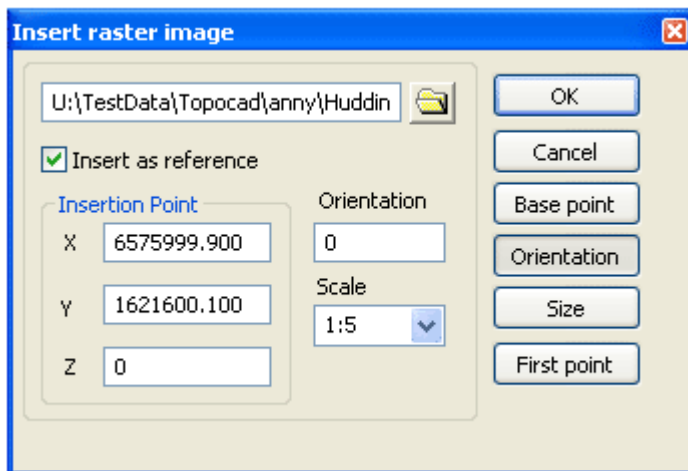 Insert raster image
U:\TestData\Topocad\anny\Huddin
Insert as reference
Insertion Point
X 6575999.900
Y 1621600.100
Z 0
Orientation
0
Scale
1:5
OK
Cancel
Base point
Orientation
Size
First point